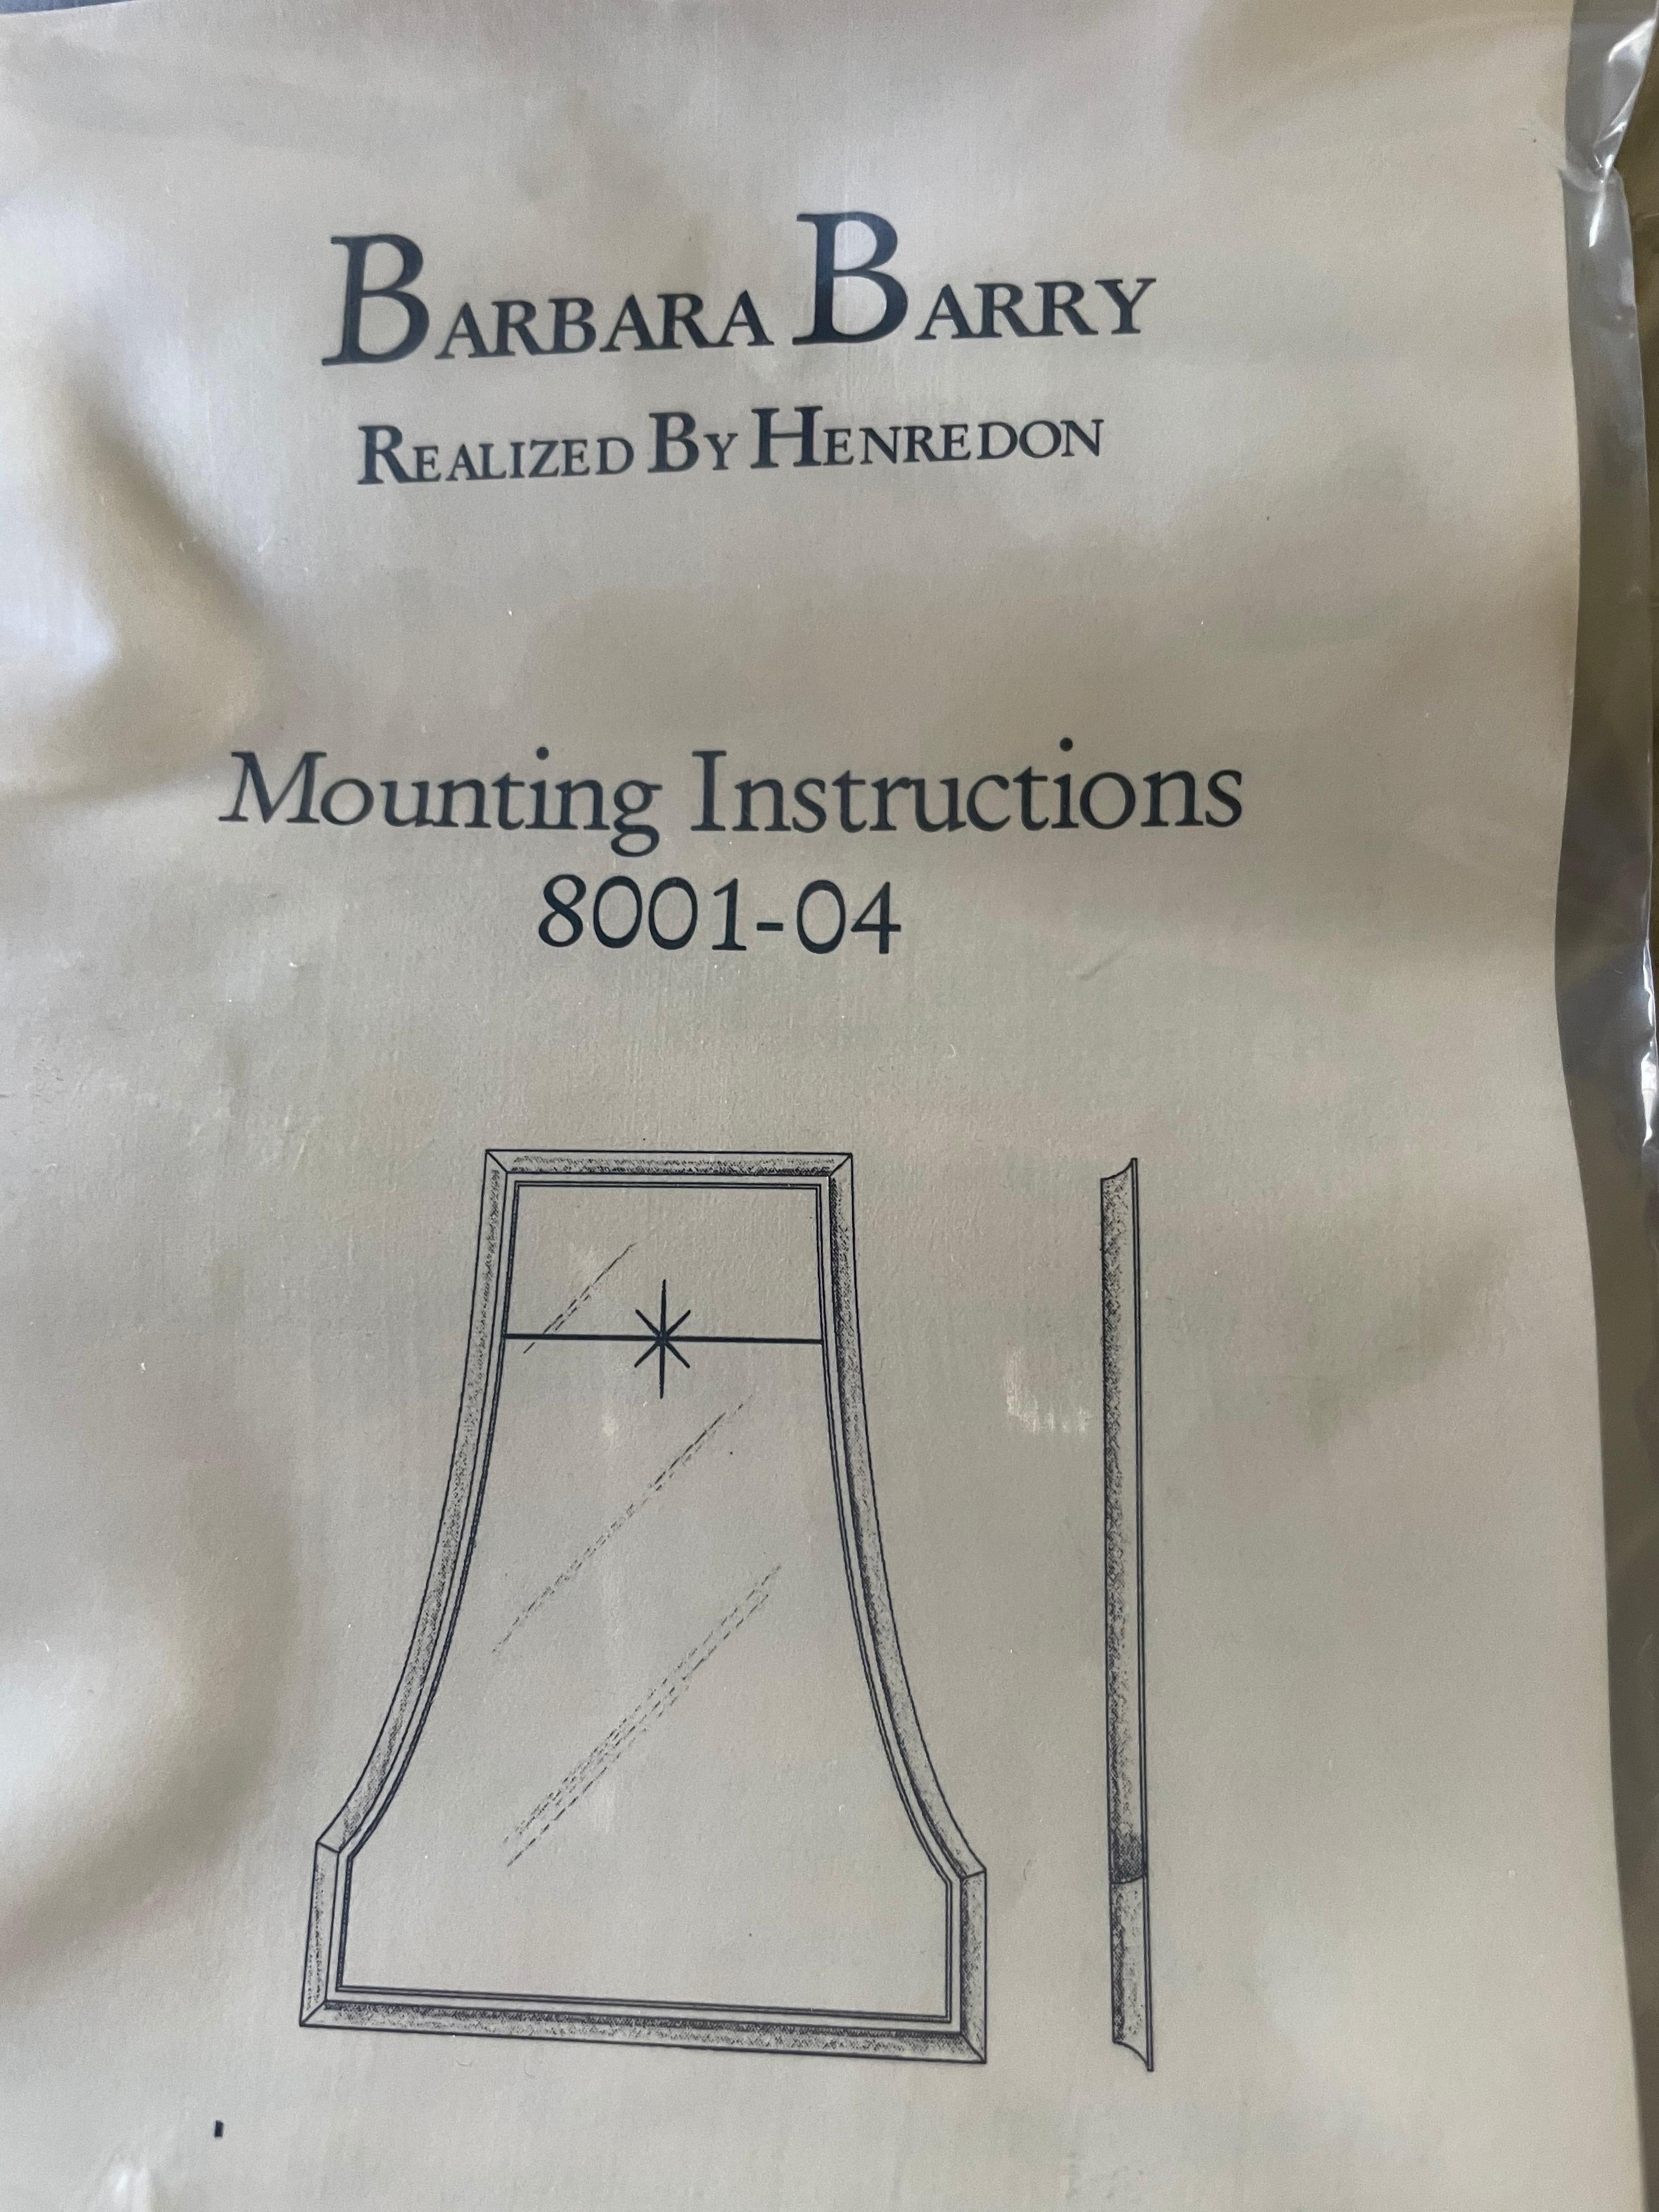 BARBARA BARRY
REALIZED BY HENREDON
Mounting Instructions
8001-04